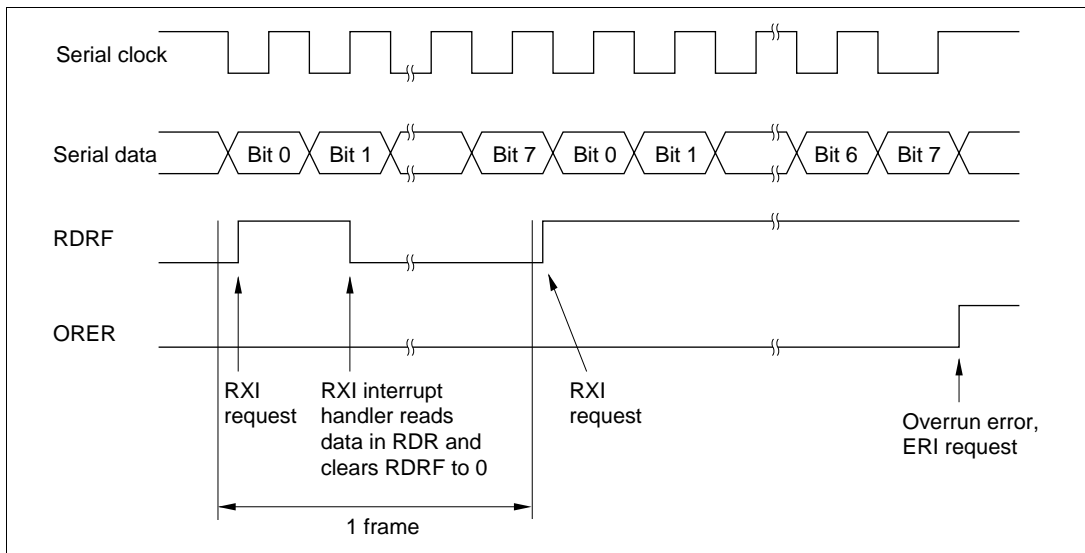 Serial clock
Serial data
Bit 0
Bit 1
Bit 7
Bit 0
Bit 1
Bit 6
Bit 7
RDRF
ORER
RXI
request
RXI interrupt
handler reads
data in RDR and
clears RDRF to 0
RXI
request
Overrun error,
ERI request
1 frame